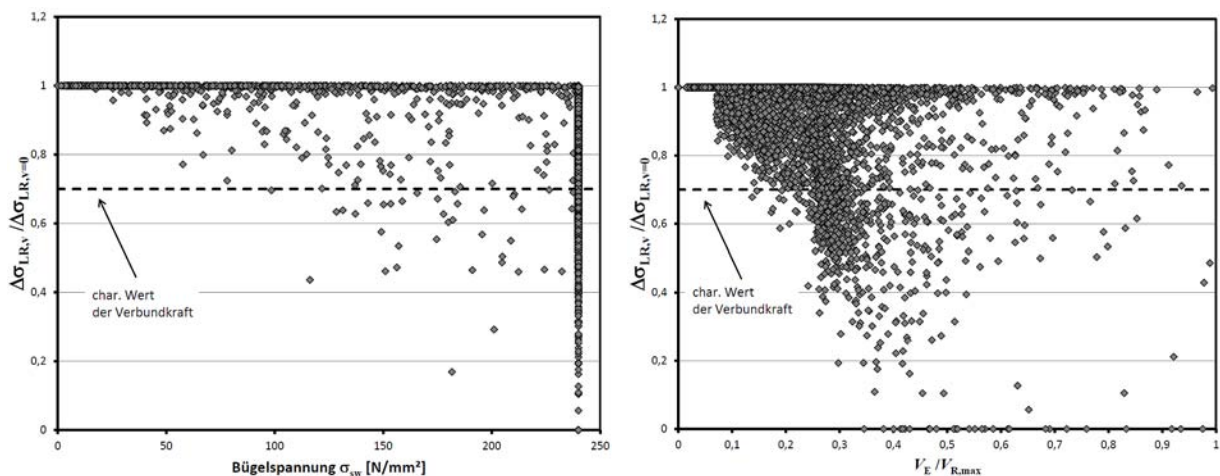 1,2
1
0,8
0,6
0,4
0,2
0
Δσ_L,R,v /Δσ_L,R,v=0
char. Wert
der Verbundkraft
0 50 100 150 200 250
Bügelspannung σ_sw [N/mm²]
1,2
1
0,8
0,6
0,4
0,2
0
Δσ_L,R,v /Δσ_L,R,v=0
char. Wert
der Verbundkraft
0 0,1 0,2 0,3 0,4 0,5 0,6 0,7 0,8 0,9 1
V_E /V_R,max